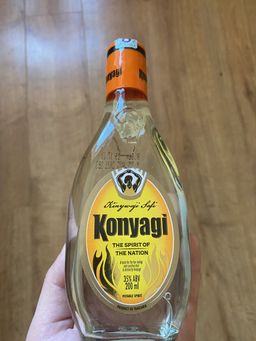 Konyagi
Kinywaji Safi
Konyagi
THE SPIRIT OF
THE NATION
35% ABV
200 ml
POTABLE SPIRIT
PRODUCT OF TANZANIA